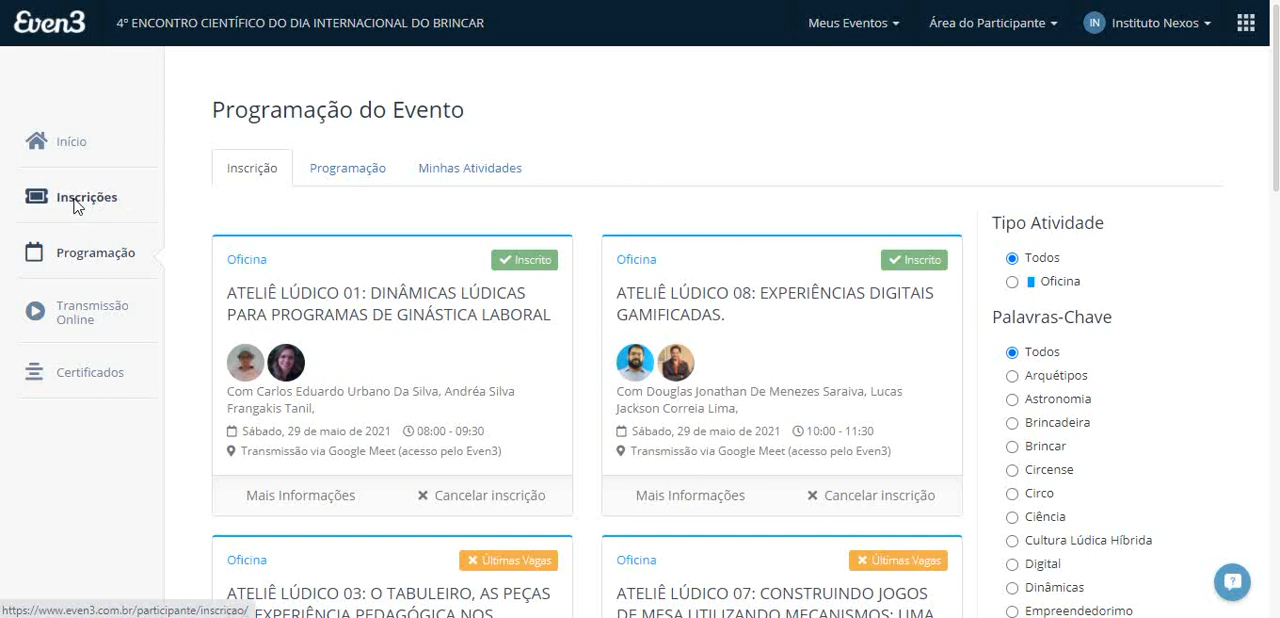 Even3
4º ENCONTRO CIENTÍFICO DO DIA INTERNACIONAL DO BRINCAR
Meus Eventos
Área do Participante
IN
Instituto Nexos
Início
Inscrições
Programação
Transmissão
Online
Certificados
Programação do Evento
Inscrição
Programação
Minhas Atividades
Oficina
Inscrito
ATELIÊ LÚDICO 01: DINÂMICAS LÚDICAS
PARA PROGRAMAS DE GINÁSTICA LABORAL
Com Carlos Eduardo Urbano Da Silva, Andréa Silva
Frangakis Tanil,
Sábado, 29 de maio de 2021 08:00 - 09:30
Transmissão via Google Meet (acesso pelo Even3)
Mais Informações
Cancelar inscrição
Oficina
Inscrito
ATELIÊ LÚDICO 08: EXPERIÊNCIAS DIGITAIS
GAMIFICADAS.
Com Douglas Jonathan De Menezes Saraiva, Lucas
Jackson Correia Lima,
Sábado, 29 de maio de 2021 10:00 - 11:30
Transmissão via Google Meet (acesso pelo Even3)
Mais Informações
Cancelar inscrição
Oficina
Últimas Vagas
ATELIÊ LÚDICO 03: O TABULEIRO, AS PEÇAS
EXPERIÊNCIA PEDAGÓGICA NOS
Oficina
Últimas Vagas
ATELIÊ LÚDICO 07: CONSTRUINDO JOGOS
DE MESA UTILIZANDO MECANISMOS: UMA
Tipo Atividade
Todos
Oficina
Palavras-Chave
Todos
Arquétipos
Astronomia
Brincadeira
Brincar
Circense
Circo
Ciência
Cultura Lúdica Híbrida
Digital
Dinâmicas
Empreendedorimo
https://www.even3.com.br/participante/inscricao/